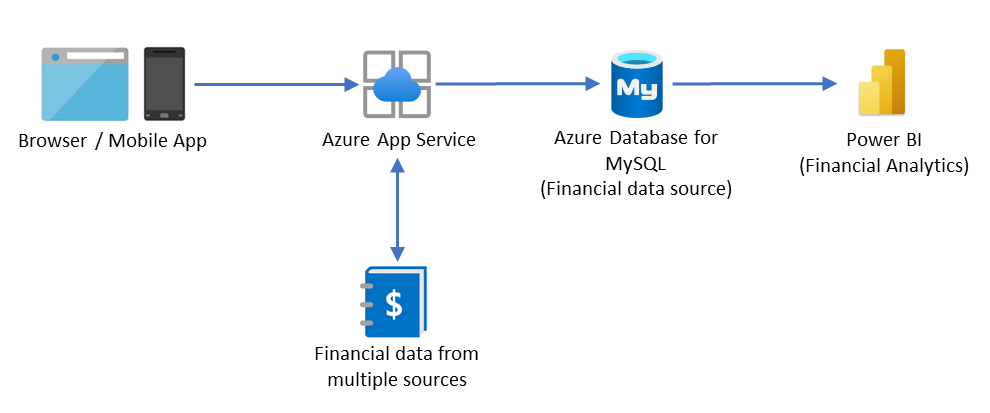 My
Browser / Mobile App
Azure App Service
Azure Database for
MySQL
(Financial data source)
Power BI
(Financial Analytics)
$
Financial data from
multiple sources